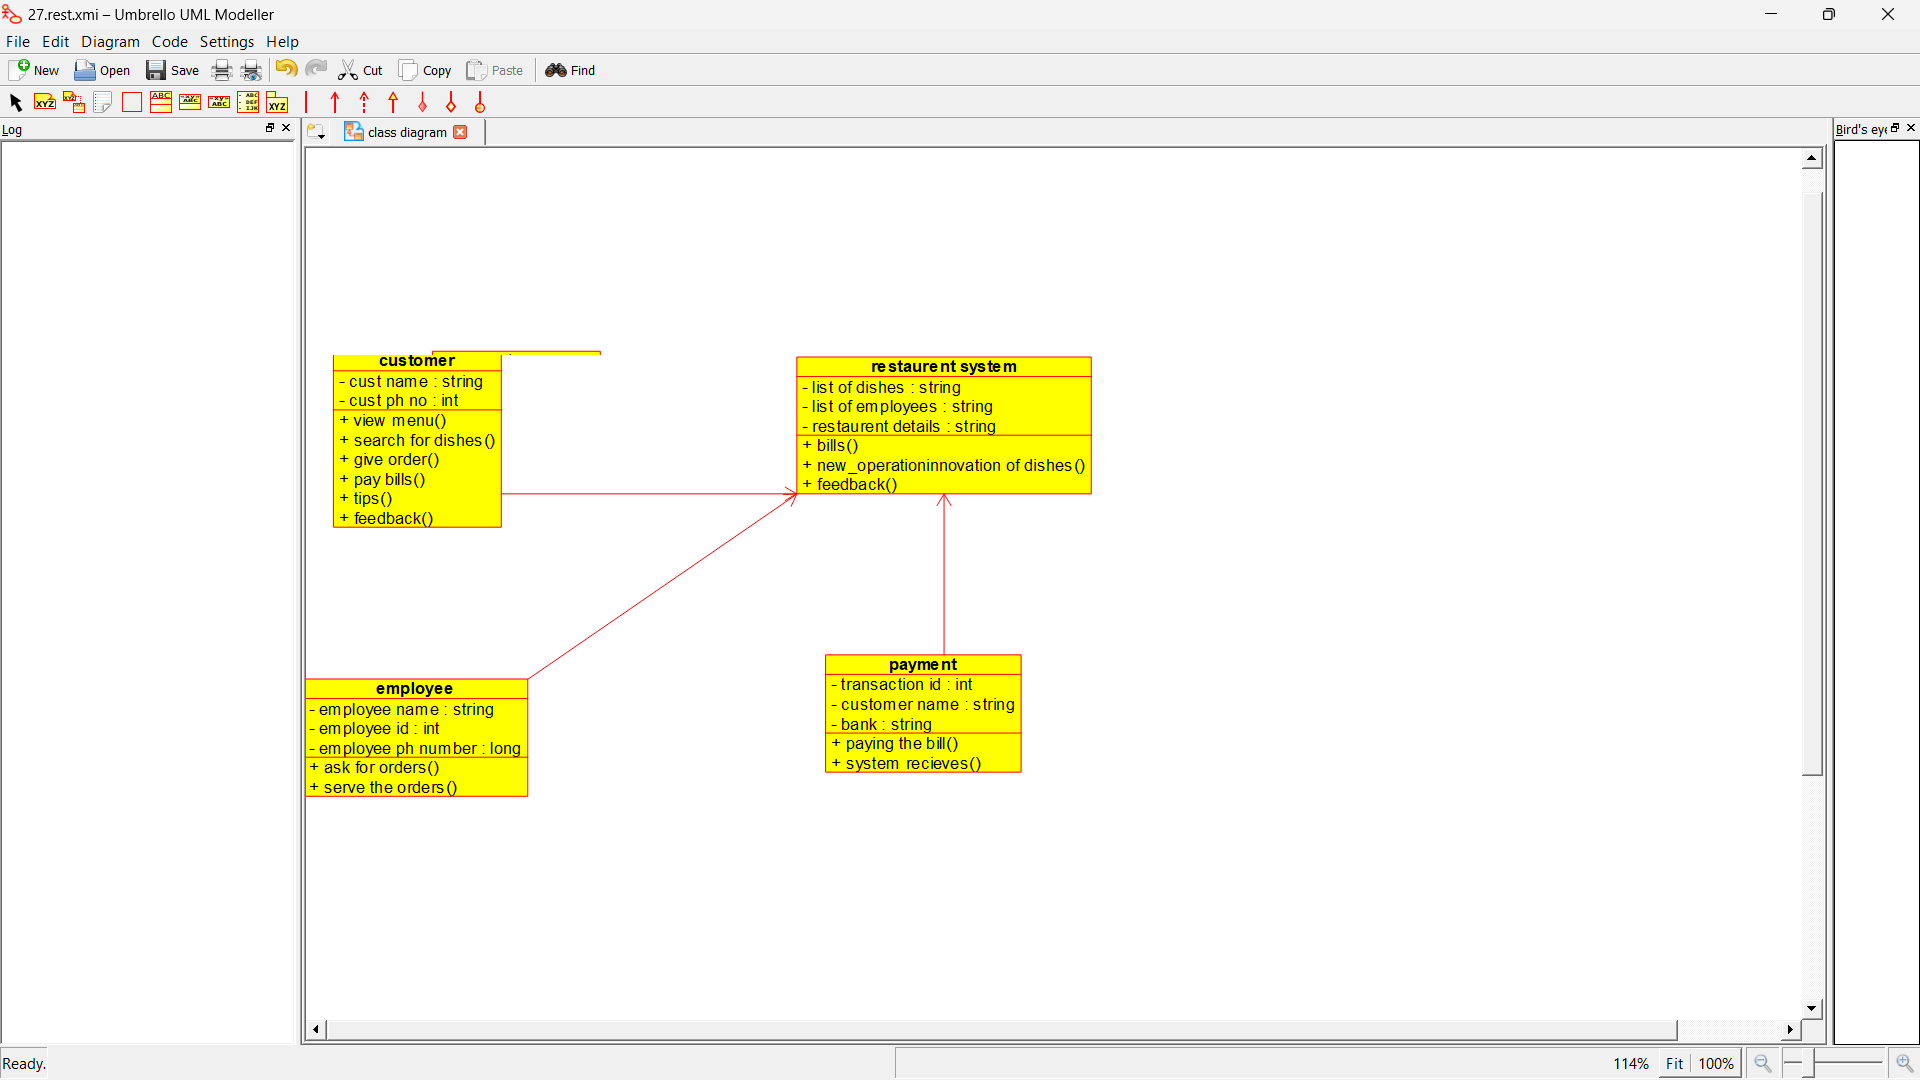 27.rest.xmi – Umbrello UML Modeller
File Edit Diagram Code Settings Help
New Open Save Cut Copy Paste Find
Log
class diagram
Bird's eye
customer
- cust name : string
- cust ph no : int
+ view menu()
+ search for dishes()
+ give order()
+ pay bills()
+ tips()
+ feedback()
restaurent system
- list of dishes : string
- list of employees : string
- restaurent details : string
+ bills()
+ new_operationinnovation of dishes()
+ feedback()
employee
- employee name : string
- employee id : int
- employee ph number : long
+ ask for orders()
+ serve the orders()
payment
- transaction id : int
- customer name : string
- bank : string
+ paying the bill()
+ system recieves()
Ready.
114% Fit 100%